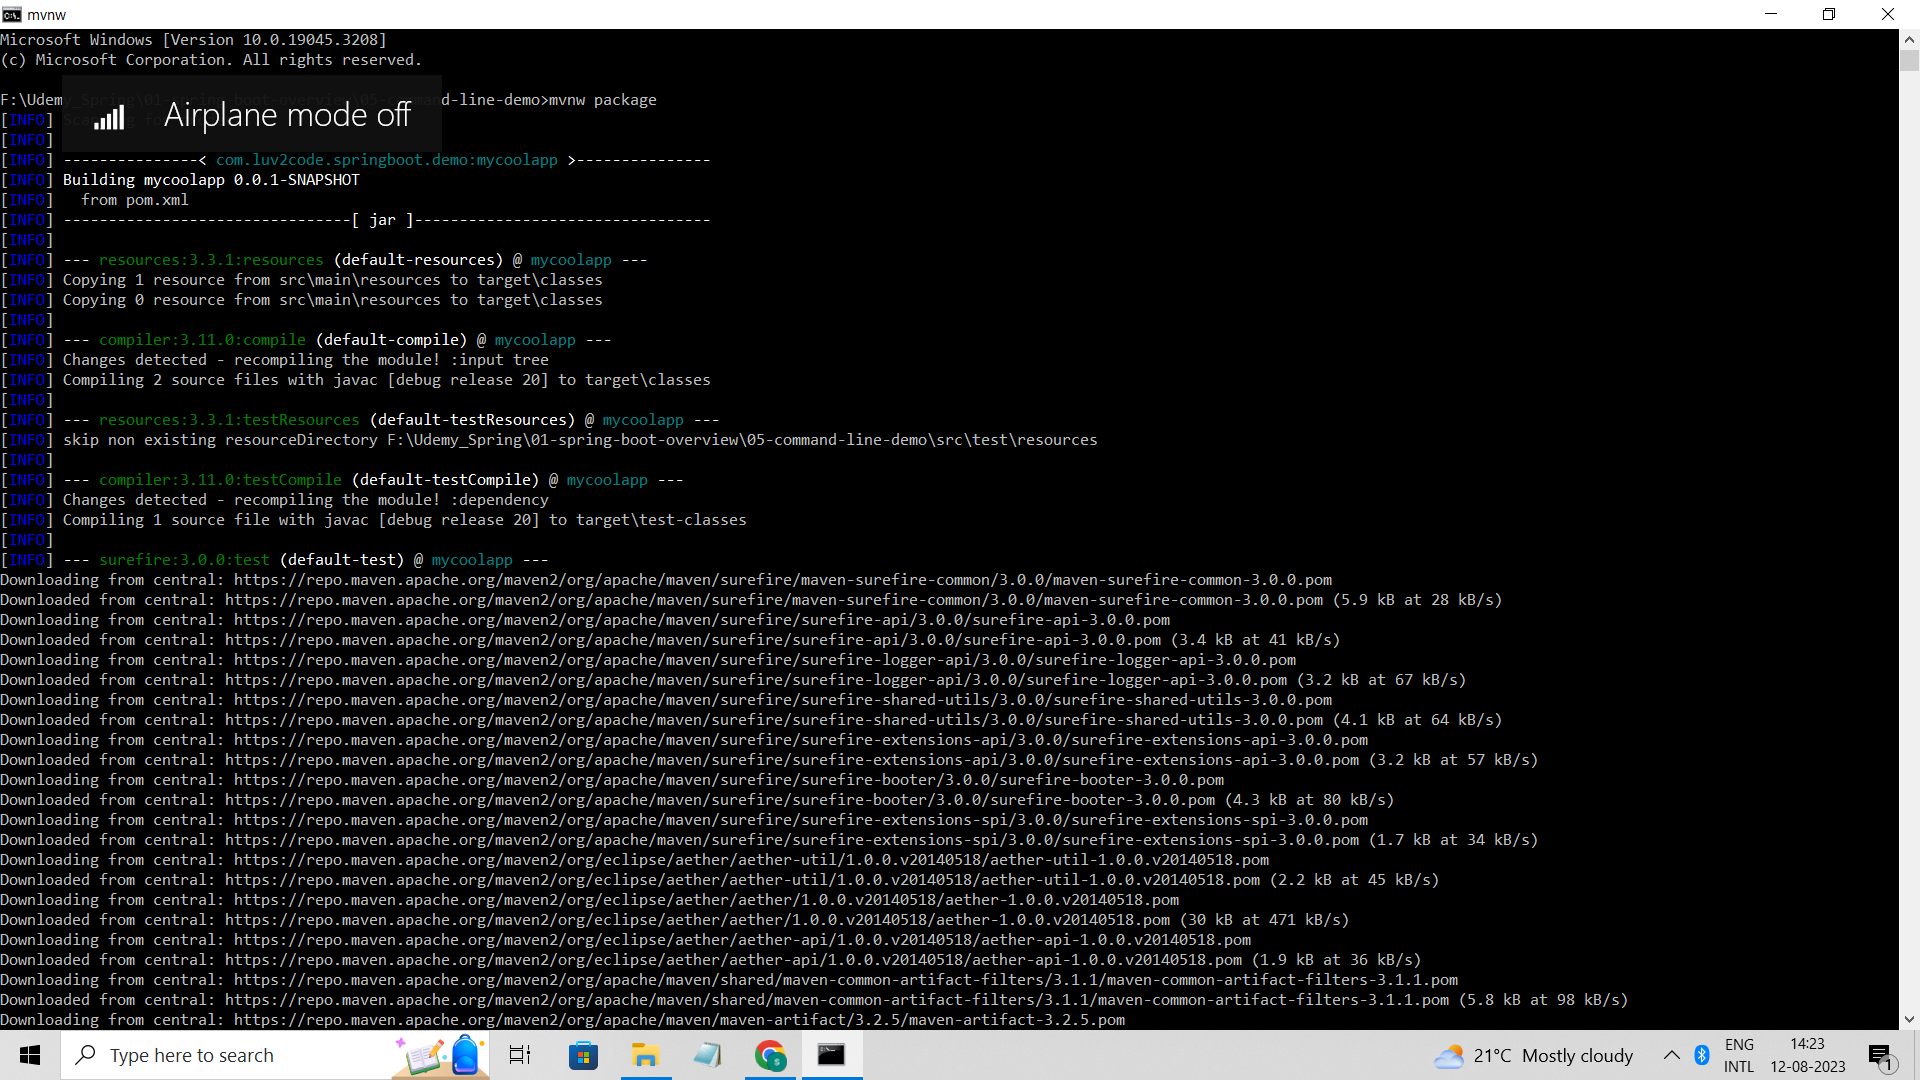 mvnw
Microsoft Windows [Version 10.0.19045.3208]
(c) Microsoft Corporation. All rights reserved.
F:\Udemy_Spring\01-spring-boot-overview\05-command-line-demo>mvnw package
Airplane mode off
[INFO]
[INFO]
[INFO] ---------------< com.luv2code.springboot.demo:mycoolapp >---------------
[INFO] Building mycoolapp 0.0.1-SNAPSHOT
[INFO]   from pom.xml
[INFO] --------------------------------[ jar ]---------------------------------
[INFO]
[INFO] --- resources:3.3.1:resources (default-resources) @ mycoolapp ---
[INFO] Copying 1 resource from src\main\resources to target\classes
[INFO] Copying 0 resource from src\main\resources to target\classes
[INFO]
[INFO] --- compiler:3.11.0:compile (default-compile) @ mycoolapp ---
[INFO] Changes detected - recompiling the module! :input tree
[INFO] Compiling 2 source files with javac [debug release 20] to target\classes
[INFO]
[INFO] --- resources:3.3.1:testResources (default-testResources) @ mycoolapp ---
[INFO] skip non existing resourceDirectory F:\Udemy_Spring\01-spring-boot-overview\05-command-line-demo\src\test\resources
[INFO]
[INFO] --- compiler:3.11.0:testCompile (default-testCompile) @ mycoolapp ---
[INFO] Changes detected - recompiling the module! :dependency
[INFO] Compiling 1 source file with javac [debug release 20] to target\test-classes
[INFO]
[INFO] --- surefire:3.0.0:test (default-test) @ mycoolapp ---
Downloading from central: https://repo.maven.apache.org/maven2/org/apache/maven/surefire/maven-surefire-common/3.0.0/maven-surefire-common-3.0.0.pom
Downloaded from central: https://repo.maven.apache.org/maven2/org/apache/maven/surefire/maven-surefire-common/3.0.0/maven-surefire-common-3.0.0.pom (5.9 kB at 28 kB/s)
Downloading from central: https://repo.maven.apache.org/maven2/org/apache/maven/surefire/surefire-api/3.0.0/surefire-api-3.0.0.pom
Downloaded from central: https://repo.maven.apache.org/maven2/org/apache/maven/surefire/surefire-api/3.0.0/surefire-api-3.0.0.pom (3.4 kB at 41 kB/s)
Downloading from central: https://repo.maven.apache.org/maven2/org/apache/maven/surefire/surefire-logger-api/3.0.0/surefire-logger-api-3.0.0.pom
Downloaded from central: https://repo.maven.apache.org/maven2/org/apache/maven/surefire/surefire-logger-api/3.0.0/surefire-logger-api-3.0.0.pom (3.2 kB at 67 kB/s)
Downloading from central: https://repo.maven.apache.org/maven2/org/apache/maven/surefire/surefire-shared-utils/3.0.0/surefire-shared-utils-3.0.0.pom
Downloaded from central: https://repo.maven.apache.org/maven2/org/apache/maven/surefire/surefire-shared-utils/3.0.0/surefire-shared-utils-3.0.0.pom (4.1 kB at 64 kB/s)
Downloading from central: https://repo.maven.apache.org/maven2/org/apache/maven/surefire/surefire-extensions-api/3.0.0/surefire-extensions-api-3.0.0.pom
Downloaded from central: https://repo.maven.apache.org/maven2/org/apache/maven/surefire/surefire-extensions-api/3.0.0/surefire-extensions-api-3.0.0.pom (3.2 kB at 57 kB/s)
Downloading from central: https://repo.maven.apache.org/maven2/org/apache/maven/surefire/surefire-booter/3.0.0/surefire-booter-3.0.0.pom
Downloaded from central: https://repo.maven.apache.org/maven2/org/apache/maven/surefire/surefire-booter/3.0.0/surefire-booter-3.0.0.pom (4.3 kB at 80 kB/s)
Downloading from central: https://repo.maven.apache.org/maven2/org/apache/maven/surefire/surefire-extensions-spi/3.0.0/surefire-extensions-spi-3.0.0.pom
Downloaded from central: https://repo.maven.apache.org/maven2/org/apache/maven/surefire/surefire-extensions-spi/3.0.0/surefire-extensions-spi-3.0.0.pom (1.7 kB at 34 kB/s)
Downloading from central: https://repo.maven.apache.org/maven2/org/eclipse/aether/aether-util/1.0.0.v20140518/aether-util-1.0.0.v20140518.pom
Downloaded from central: https://repo.maven.apache.org/maven2/org/eclipse/aether/aether-util/1.0.0.v20140518/aether-util-1.0.0.v20140518.pom (2.2 kB at 45 kB/s)
Downloading from central: https://repo.maven.apache.org/maven2/org/eclipse/aether/aether/1.0.0.v20140518/aether-1.0.0.v20140518.pom
Downloaded from central: https://repo.maven.apache.org/maven2/org/eclipse/aether/aether/1.0.0.v20140518/aether-1.0.0.v20140518.pom (30 kB at 471 kB/s)
Downloading from central: https://repo.maven.apache.org/maven2/org/eclipse/aether/aether-api/1.0.0.v20140518/aether-api-1.0.0.v20140518.pom
Downloaded from central: https://repo.maven.apache.org/maven2/org/eclipse/aether/aether-api/1.0.0.v20140518/aether-api-1.0.0.v20140518.pom (1.9 kB at 36 kB/s)
Downloading from central: https://repo.maven.apache.org/maven2/org/apache/maven/shared/maven-common-artifact-filters/3.1.1/maven-common-artifact-filters-3.1.1.pom
Downloaded from central: https://repo.maven.apache.org/maven2/org/apache/maven/shared/maven-common-artifact-filters/3.1.1/maven-common-artifact-filters-3.1.1.pom (5.8 kB at 98 kB/s)
Downloading from central: https://repo.maven.apache.org/maven2/org/apache/maven/maven-artifact/3.2.5/maven-artifact-3.2.5.pom
Type here to search
21°C Mostly cloudy
ENG
INTL
14:23
12-08-2023
1